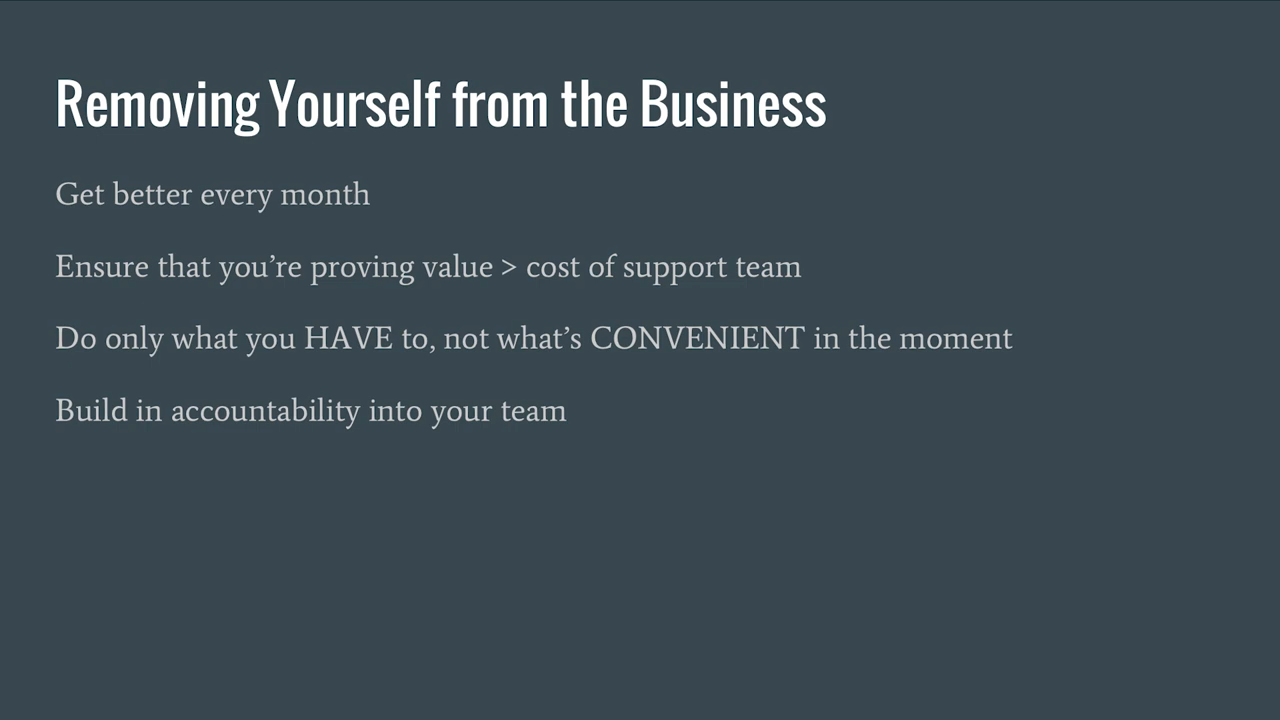 Removing Yourself from the Business
Get better every month
Ensure that you’re proving value > cost of support team
Do only what you HAVE to, not what’s CONVENIENT in the moment
Build in accountability into your team